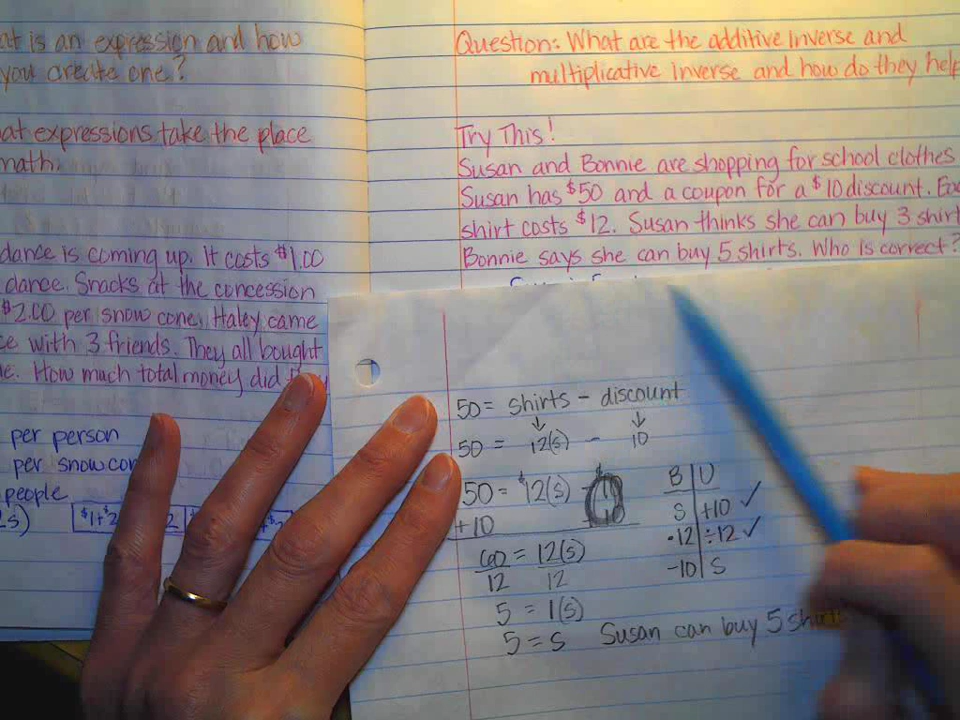 at is an expression and how
you create one?
at expressions take the place
math.
dance is coming up. It costs $1.00
dance. Snacks at the concession
$2.00 per snow cone. Haley came
ce with 3 friends. They all bought
e. How much total money did
per person
per snow con
people
Question: What are the additive inverse and
multiplicative inverse and how do they help
Try This!
Susan and Bonnie are shopping for school clothes
Susan has $50 and a coupon for a $10 discount. Eac
shirt costs $12. Susan thinks she can buy 3 shirt
Bonnie says she can buy 5 shirts. Who is correct?
50 = shirts - discount
50 = 12(s) - 10
50 = $12(s) -
+10
60 = 12(s)
12 12
5 = 1(s)
5 = s Susan can buy 5 shirt
B U
S +10 ✓
·12 ÷12 ✓
-10 S